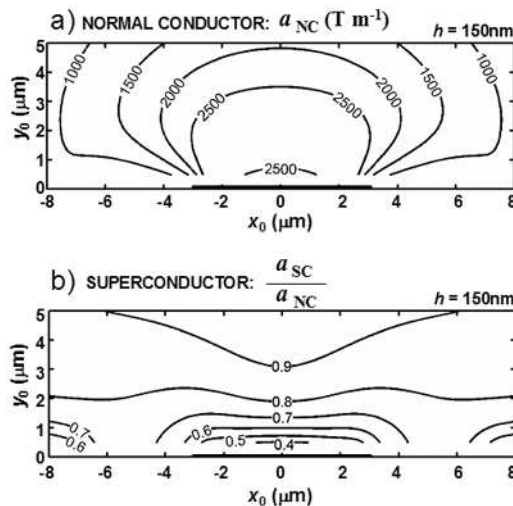 a) NORMAL CONDUCTOR: a NC (T m-1)
h = 150nm
5
4
3
2
1
0
y0 (μm)
1000
1500
2000
2500
2500
2000
1500
1000
2500
-8 -6 -4 -2 0 2 4 6 8
x0 (μm)
b) SUPERCONDUCTOR: a SC
a NC
h = 150nm
5
4
3
2
1
0
y0 (μm)
0.9
0.8
0.7
0.7
0.6
0.6
0.5
0.4
-8 -6 -4 -2 0 2 4 6 8
x0 (μm)